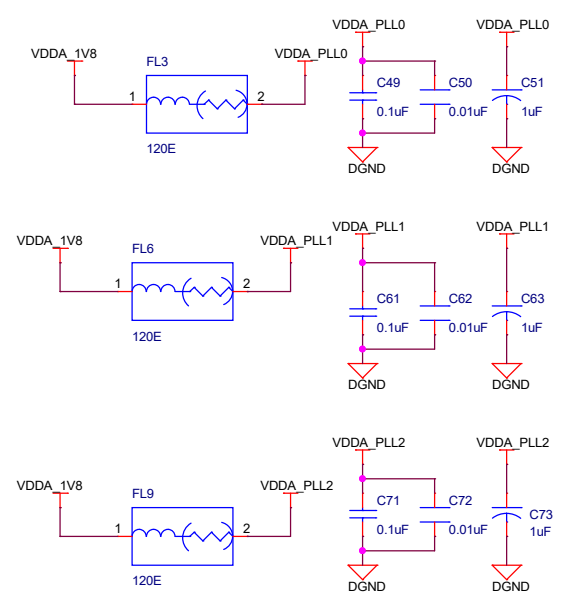 VDDA_PLL0
VDDA_PLL0
VDDA_1V8
FL3
VDDA_PLL0
C49
C50
C51
1
2
0.1uF
0.01uF
1uF
120E
DGND
DGND
VDDA_PLL1
VDDA_PLL1
VDDA_1V8
FL6
VDDA_PLL1
1
2
C61
C62
C63
0.1uF
0.01uF
1uF
120E
DGND
DGND
VDDA_PLL2
VDDA_PLL2
VDDA_1V8
FL9
VDDA_PLL2
C71
C72
C73
1
2
0.1uF
0.01uF
1uF
120E
DGND
DGND